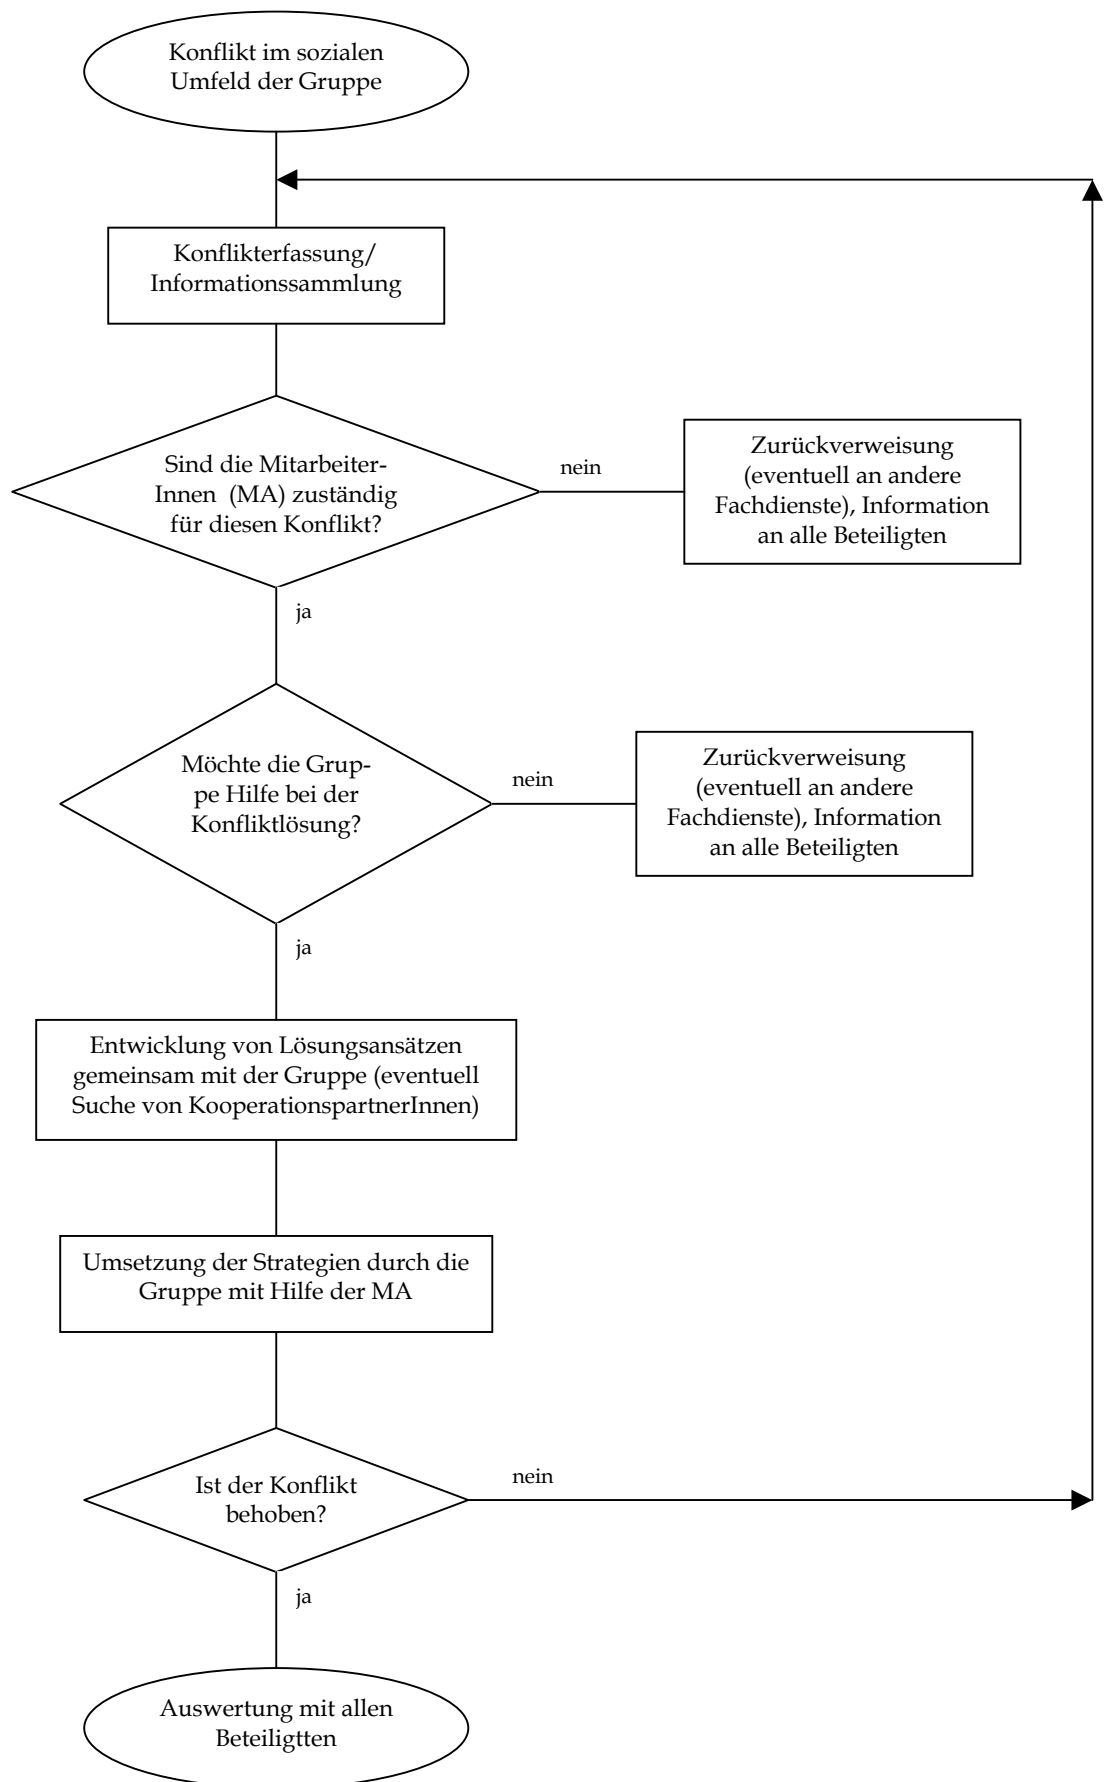 Konflikt im sozialen
Umfeld der Gruppe
Konflikterfassung/
Informationssammlung
Sind die Mitarbeiter-
Innen (MA) zuständig
für diesen Konflikt?
nein
Zurückverweisung
(eventuell an andere
Fachdienste), Information
an alle Beteiligten
ja
Möchte die Grup-
pe Hilfe bei der
Konfliktlösung?
nein
Zurückverweisung
(eventuell an andere
Fachdienste), Information
an alle Beteiligten
ja
Entwicklung von Lösungsansätzen
gemeinsam mit der Gruppe (eventuell
Suche von KooperationspartnerInnen)
Umsetzung der Strategien durch die
Gruppe mit Hilfe der MA
Ist der Konflikt
behoben?
nein
ja
Auswertung mit allen
Beteiligtten